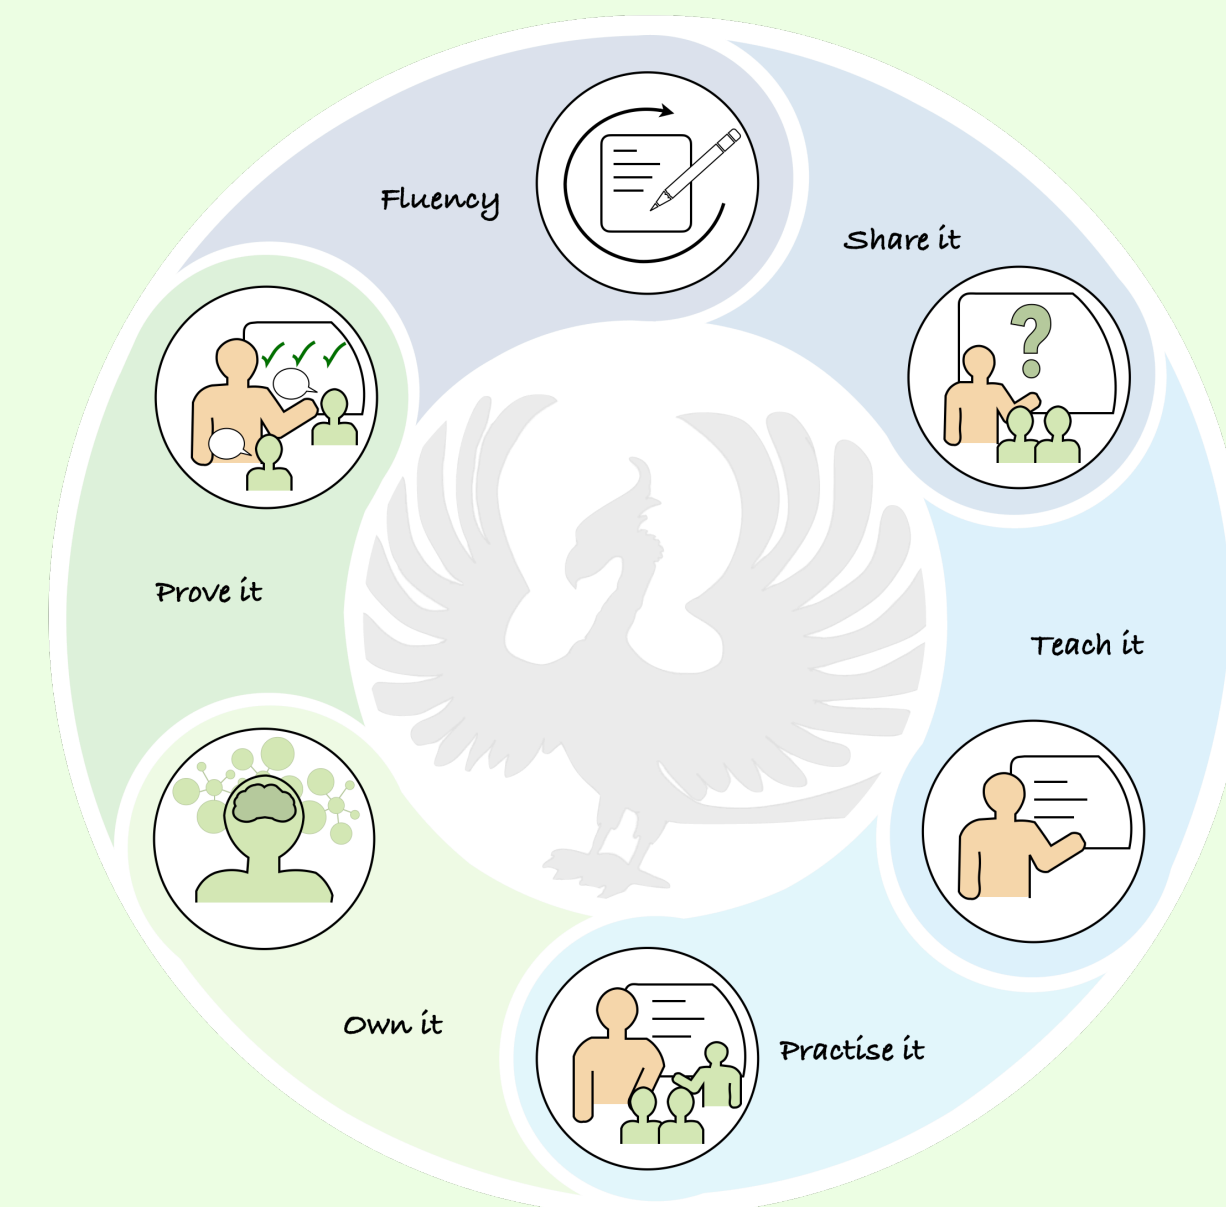 Fluency
Share it
Teach it
Practise it
Own it
Prove it
?